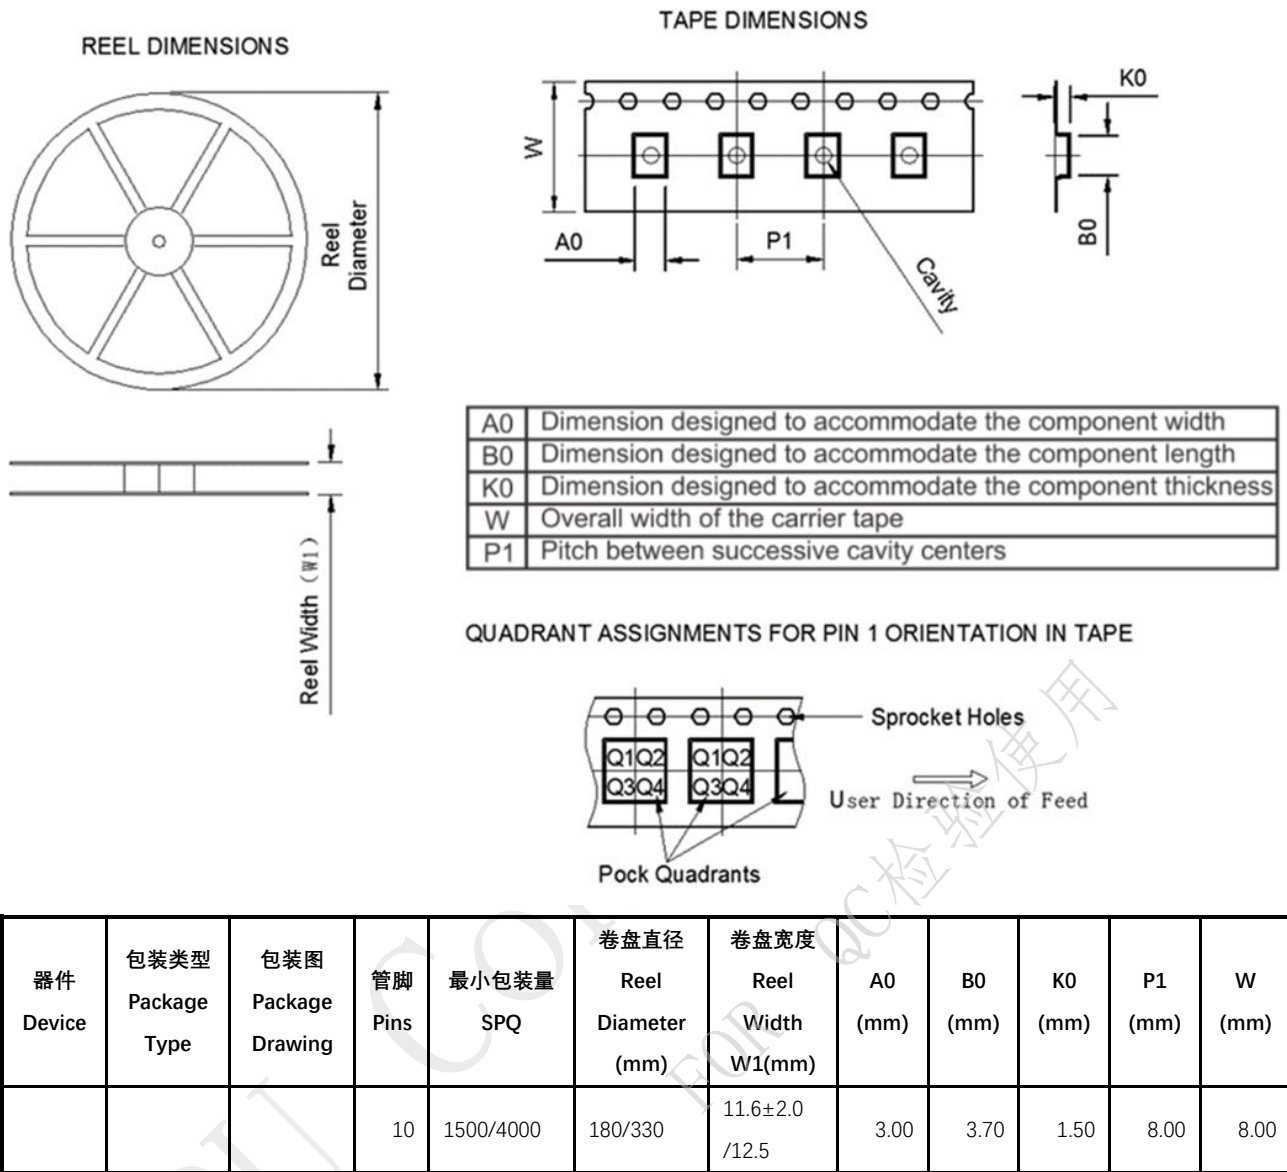 REEL DIMENSIONS
TAPE DIMENSIONS
Reel
Diameter
W
A0
P1
Cavity
K0
B0
Reel Width（W1）
A0 Dimension designed to accommodate the component width
B0 Dimension designed to accommodate the component length
K0 Dimension designed to accommodate the component thickness
W Overall width of the carrier tape
P1 Pitch between successive cavity centers
QUADRANT ASSIGNMENTS FOR PIN 1 ORIENTATION IN TAPE
Sprocket Holes
Q1 Q2 Q1 Q2
Q3 Q4 Q3 Q4
User Direction of Feed
Pock Quadrants
器件
Device
包装类型
Package
Type
包装图
Package
Drawing
管脚
Pins
最小包装量
SPQ
卷盘直径
Reel
Diameter
(mm)
卷盘宽度
Reel
Width
W1(mm)
A0
(mm)
B0
(mm)
K0
(mm)
P1
(mm)
W
(mm)
10
1500/4000
180/330
11.6±2.0
/12.5
3.00
3.70
1.50
8.00
8.00
FOR QC检验使用